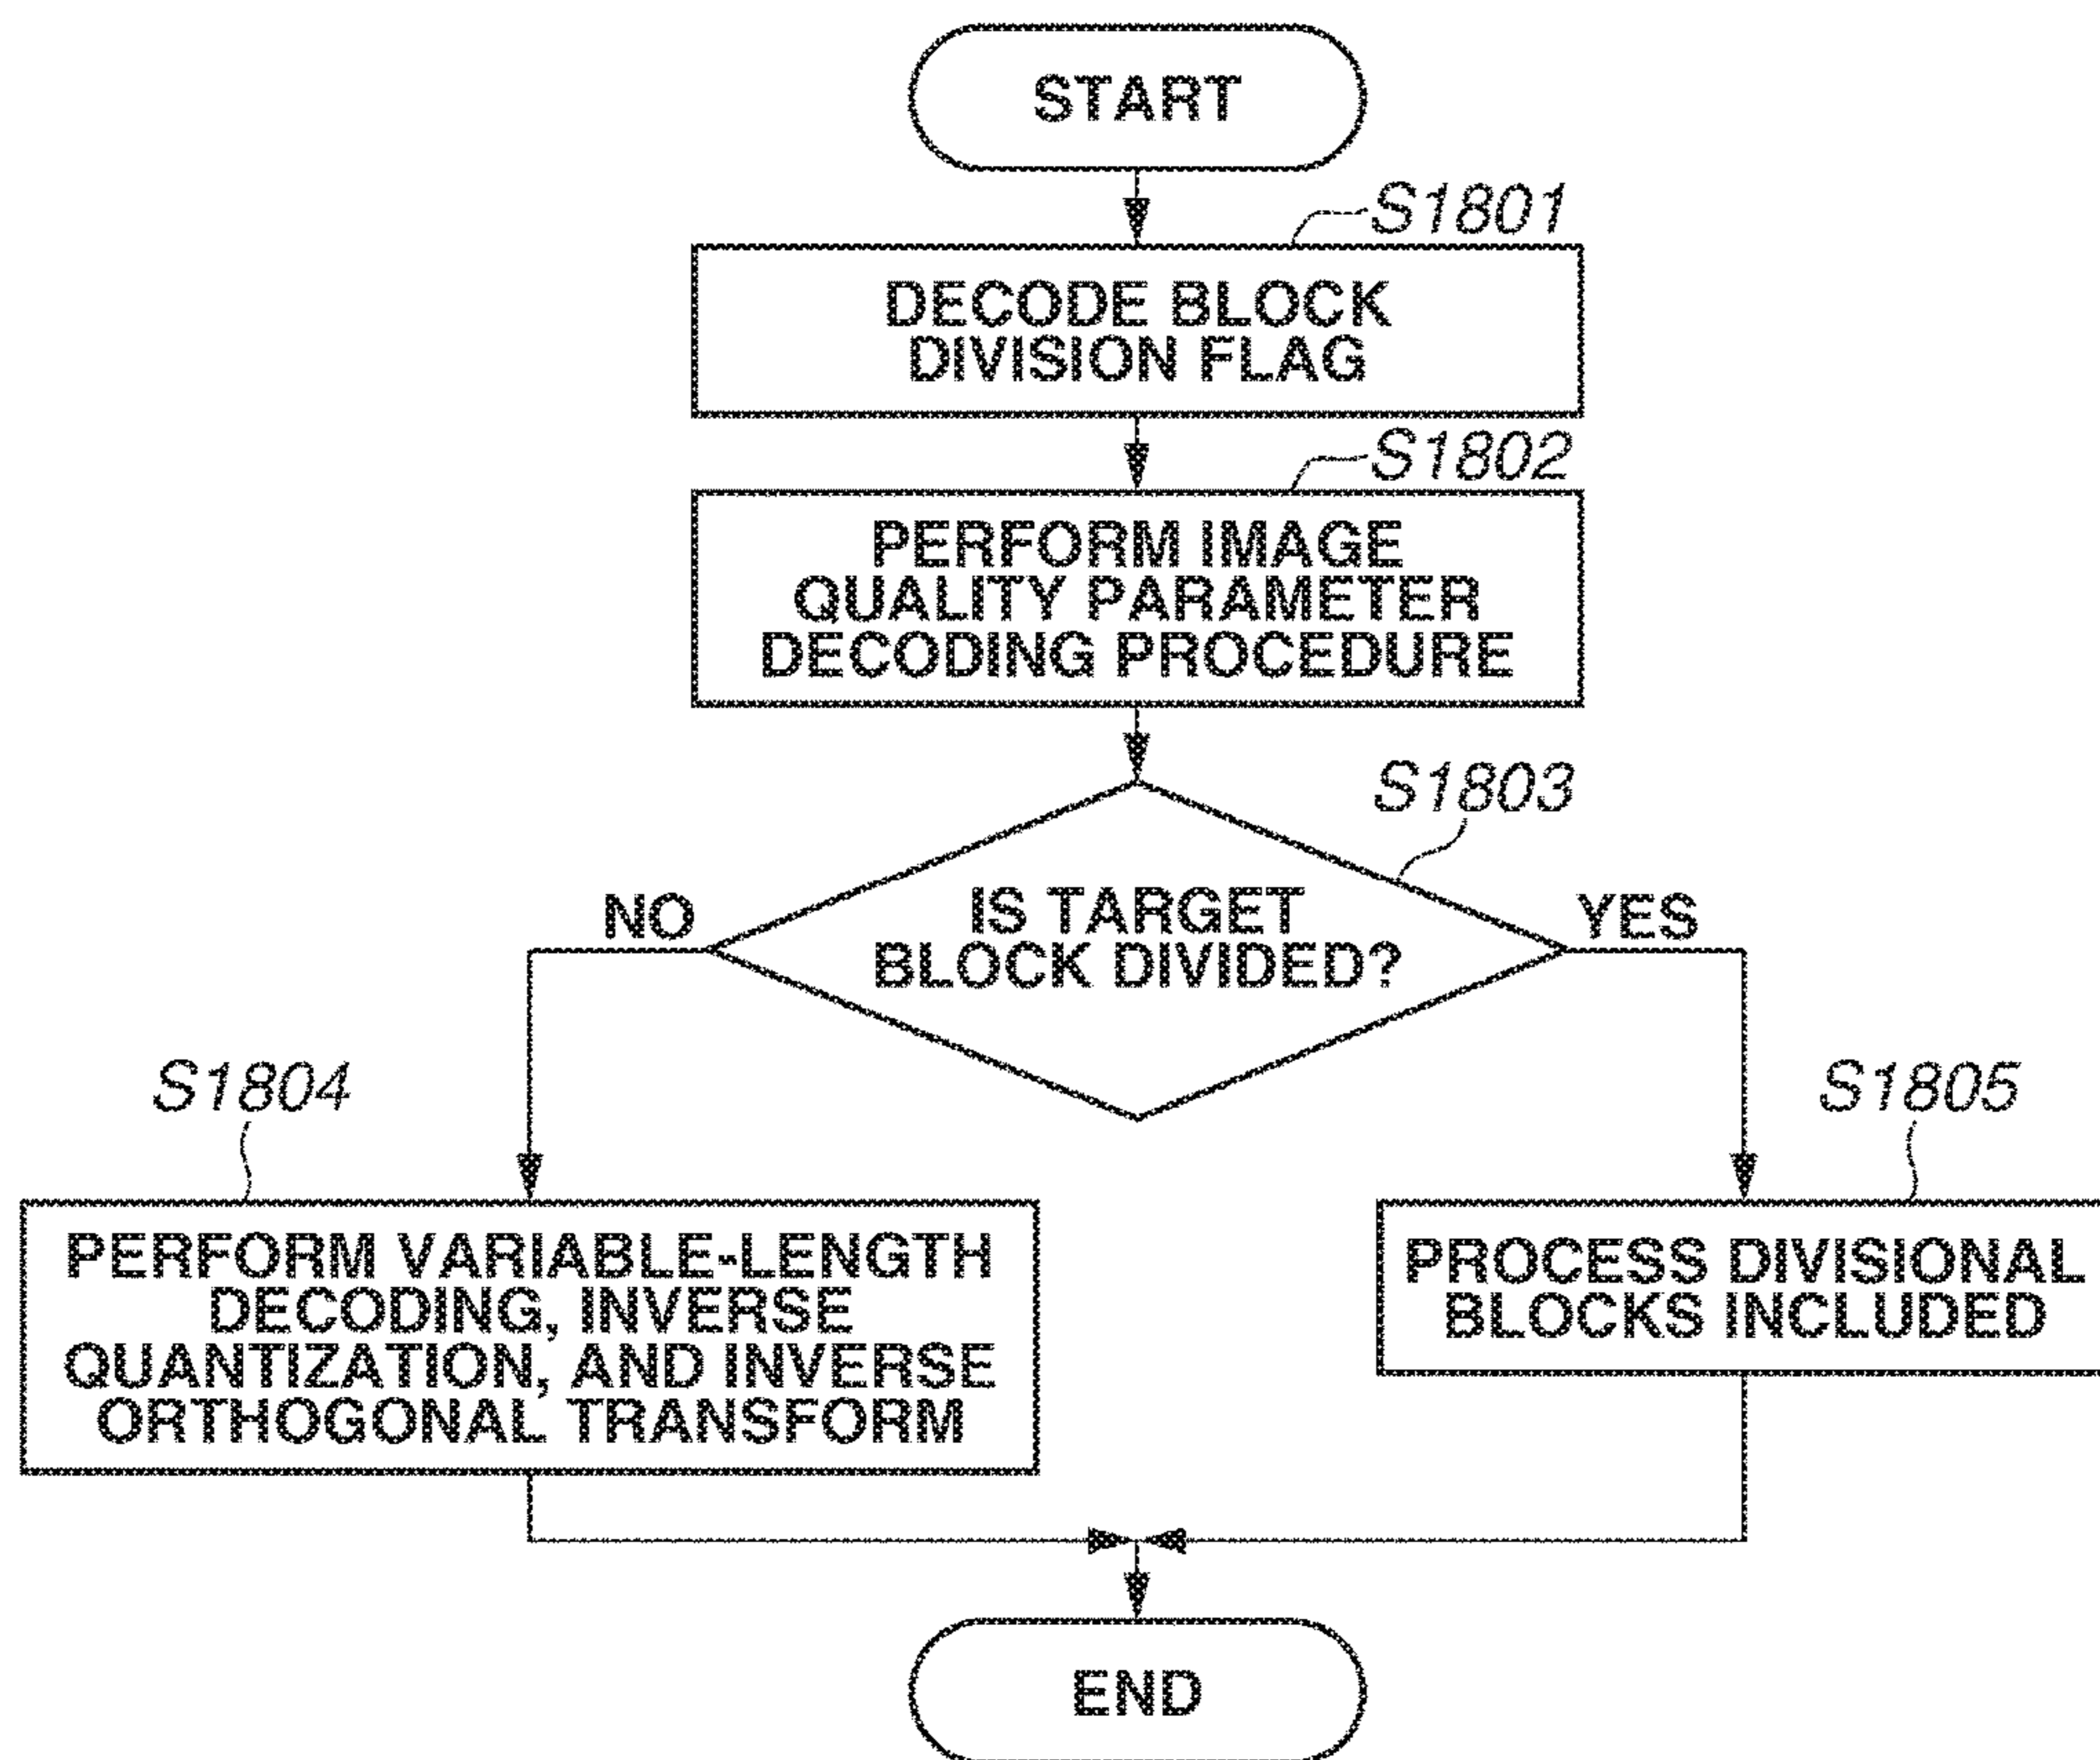 START
S1801
DECODE BLOCK
DIVISION FLAG
S1802
PERFORM IMAGE
QUALITY PARAMETER
DECODING PROCEDURE
S1803
IS TARGET
BLOCK DIVIDED?
NO
YES
S1804
PERFORM VARIABLE-LENGTH
DECODING, INVERSE
QUANTIZATION, AND INVERSE
ORTHOGONAL TRANSFORM
S1805
PROCESS DIVISIONAL
BLOCKS INCLUDED
END